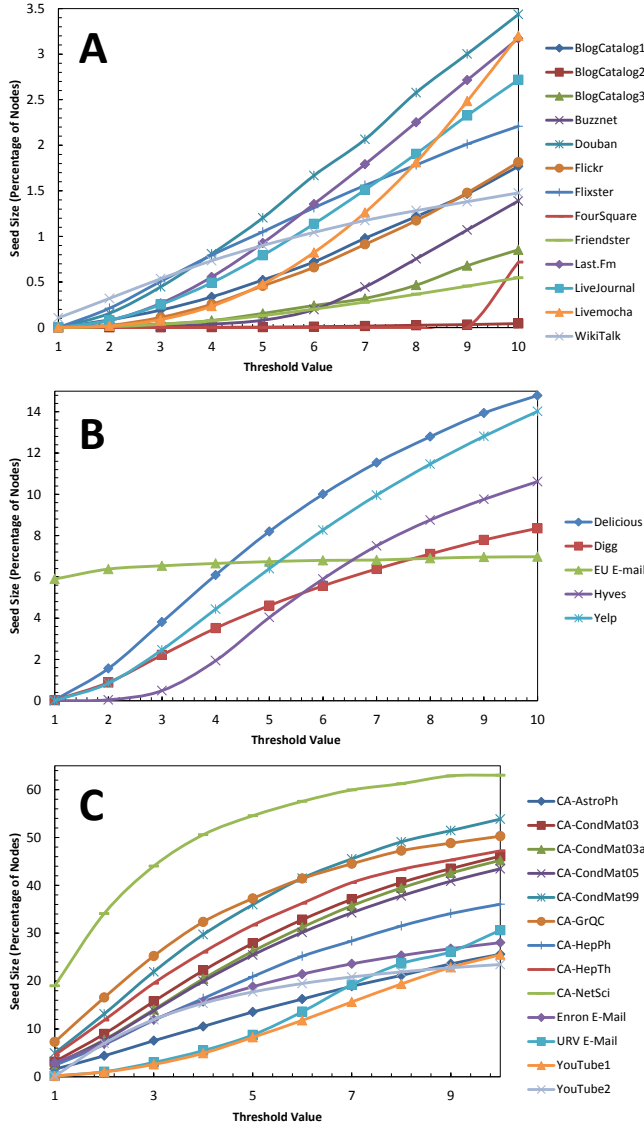 A
Seed Size (Percentage of Nodes)
3.5
3
2.5
2
1.5
1
0.5
0
1 2 3 4 5 6 7 8 9 10
Threshold Value
BlogCatalog1
BlogCatalog2
BlogCatalog3
Buzznet
Douban
Flickr
Flixster
FourSquare
Friendster
Last.Fm
LiveJournal
Livemocha
WikiTalk
B
Seed Size (Percentage of Nodes)
14
12
10
8
6
4
2
0
1 2 3 4 5 6 7 8 9 10
Threshold Value
Delicious
Digg
EU E-mail
Hyves
Yelp
C
Seed Size (Percentage of Nodes)
60
50
40
30
20
10
0
1 2 3 4 5 6 7 8 9
Threshold Value
CA-AstroPh
CA-CondMat03
CA-CondMat03a
CA-CondMat05
CA-CondMat99
CA-GrQC
CA-HepPh
CA-HepTh
CA-NetSci
Enron E-Mail
URV E-Mail
YouTube1
YouTube2